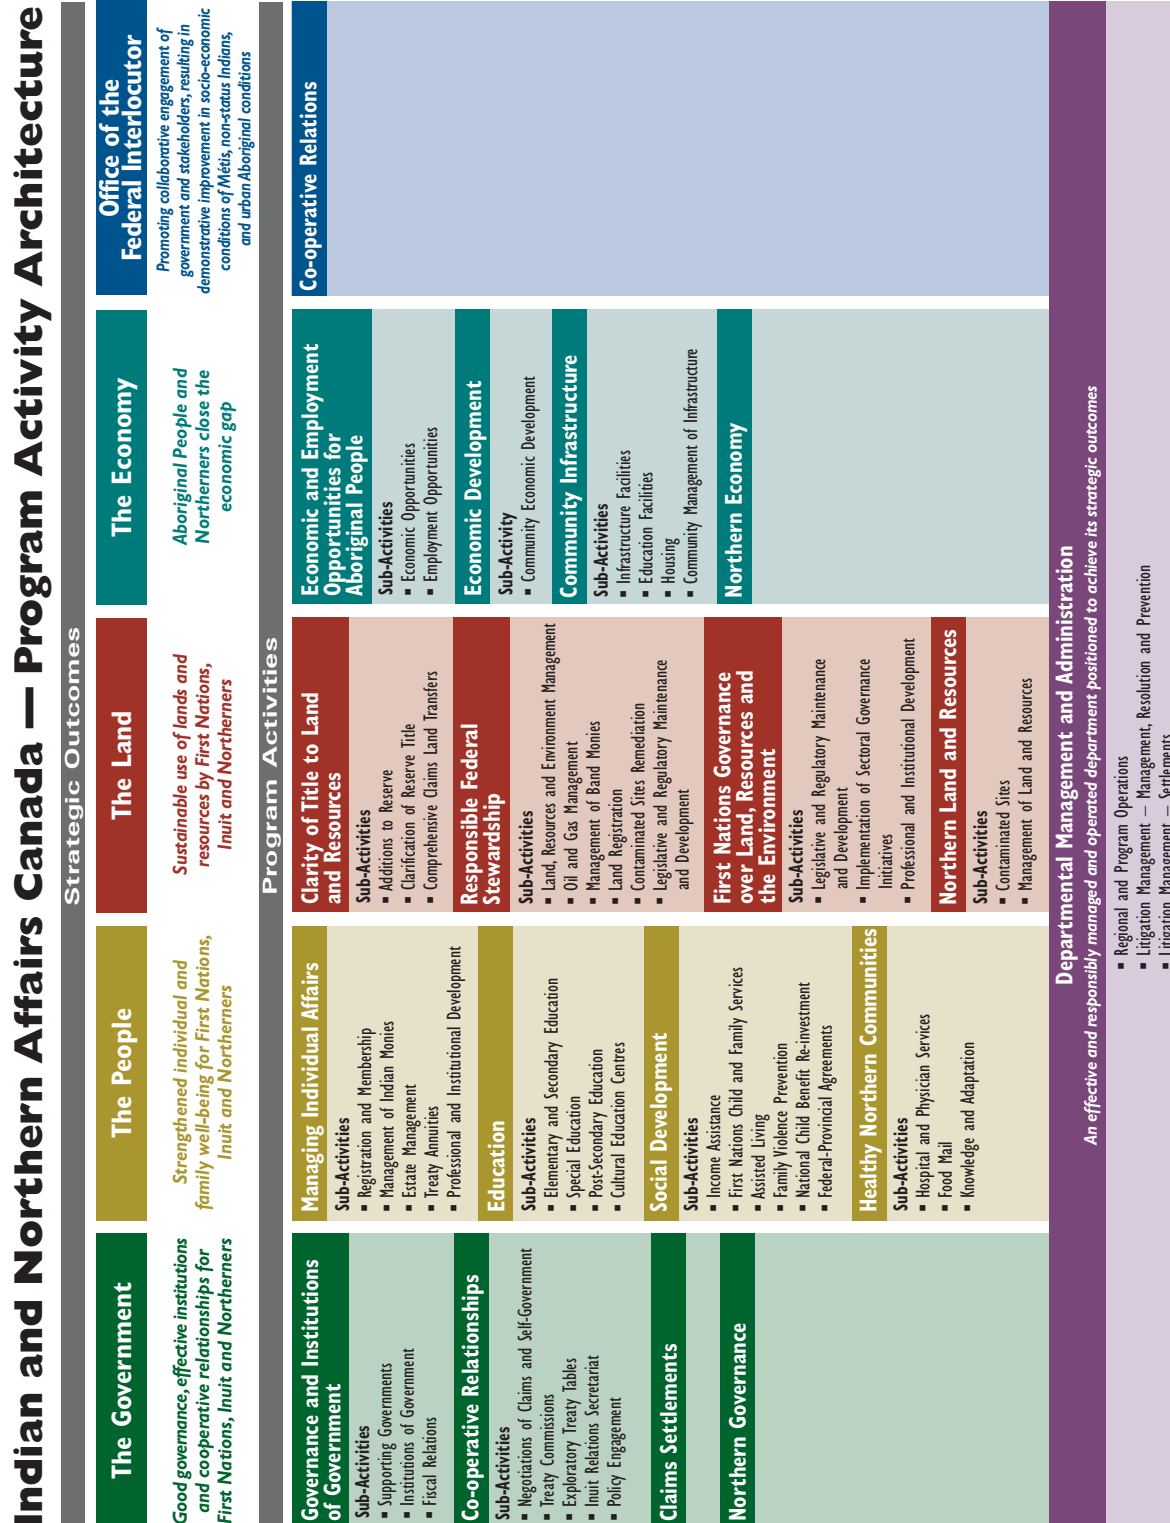 Indian and Northern Affairs Canada — Program Activity Architecture
Strategic Outcomes
The Government
Good governance, effective institutions
and cooperative relationships for
First Nations, Inuit and Northerners
The People
Strengthened individual and
family well-being for First Nations,
Inuit and Northerners
The Land
Sustainable use of lands and
resources by First Nations,
Inuit and Northerners
The Economy
Aboriginal People and
Northerners close the
economic gap
Office of the
Federal Interlocutor
Promoting collaborative engagement of
government and stakeholders, resulting in
demonstrative improvement in socio-economic
conditions of Métis, non-status Indians,
and urban Aboriginal conditions
Program Activities
Governance and Institutions
of Government
Sub-Activities
▪ Supporting Governments
▪ Institutions of Government
▪ Fiscal Relations
Co-operative Relationships
Sub-Activities
▪ Negotiations of Claims and Self-Government
▪ Treaty Commissions
▪ Exploratory Treaty Tables
▪ Inuit Relations Secretariat
▪ Policy Engagement
Claims Settlements
Northern Governance
Managing Individual Affairs
Sub-Activities
▪ Registration and Membership
▪ Management of Indian Monies
▪ Estate Management
▪ Treaty Annuities
▪ Professional and Institutional Development
Education
Sub-Activities
▪ Elementary and Secondary Education
▪ Special Education
▪ Post-Secondary Education
▪ Cultural Education Centres
Social Development
Sub-Activities
▪ Income Assistance
▪ First Nations Child and Family Services
▪ Assisted Living
▪ Family Violence Prevention
▪ National Child Benefit Re-investment
▪ Federal-Provincial Agreements
Healthy Northern Communities
Sub-Activities
▪ Hospital and Physician Services
▪ Food Mail
▪ Knowledge and Adaptation
Clarity of Title to Land
and Resources
Sub-Activities
▪ Additions to Reserve
▪ Clarification of Reserve Title
▪ Comprehensive Claims Land Transfers
Responsible Federal
Stewardship
Sub-Activities
▪ Land, Resources and Environment Management
▪ Oil and Gas Management
▪ Management of Band Monies
▪ Land Registration
▪ Contaminated Sites Remediation
▪ Legislative and Regulatory Maintenance
and Development
First Nations Governance
over Land, Resources and
the Environment
Sub-Activities
▪ Legislative and Regulatory Maintenance
and Development
▪ Implementation of Sectoral Governance
Initiatives
▪ Professional and Institutional Development
Northern Land and Resources
Sub-Activities
▪ Contaminated Sites
▪ Management of Land and Resources
Economic and Employment
Opportunities for
Aboriginal People
Sub-Activities
▪ Economic Opportunities
▪ Employment Opportunities
Economic Development
Sub-Activity
▪ Community Economic Development
Community Infrastructure
Sub-Activities
▪ Infrastructure Facilities
▪ Education Facilities
▪ Housing
▪ Community Management of Infrastructure
Northern Economy
Co-operative Relations
Departmental Management and Administration
An effective and responsibly managed and operated department positioned to achieve its strategic outcomes
▪ Regional and Program Operations
▪ Litigation Management — Management, Resolution and Prevention
▪ Litigation Management — Settlements